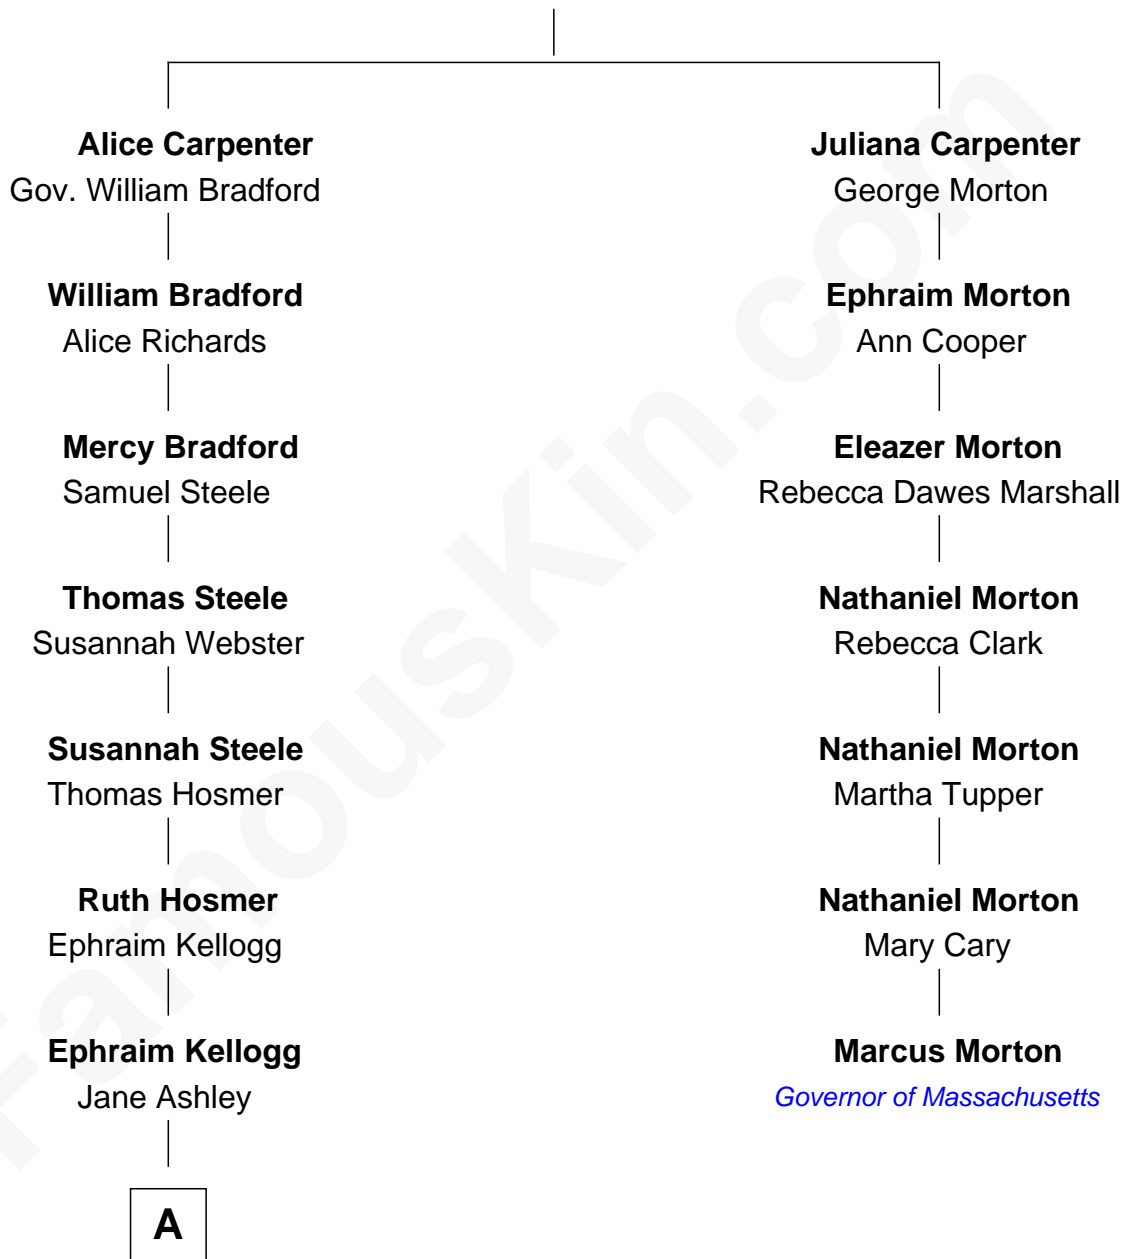 Alice Carpenter
Gov. William Bradford
Juliana Carpenter
George Morton
William Bradford
Alice Richards
Ephraim Morton
Ann Cooper
Mercy Bradford
Samuel Steele
Eleazer Morton
Rebecca Dawes Marshall
Thomas Steele
Susannah Webster
Nathaniel Morton
Rebecca Clark
Susannah Steele
Thomas Hosmer
Nathaniel Morton
Martha Tupper
Ruth Hosmer
Ephraim Kellogg
Nathaniel Morton
Mary Cary
Ephraim Kellogg
Jane Ashley
Marcus Morton
Governor of Massachusetts
A
FamousKin.com